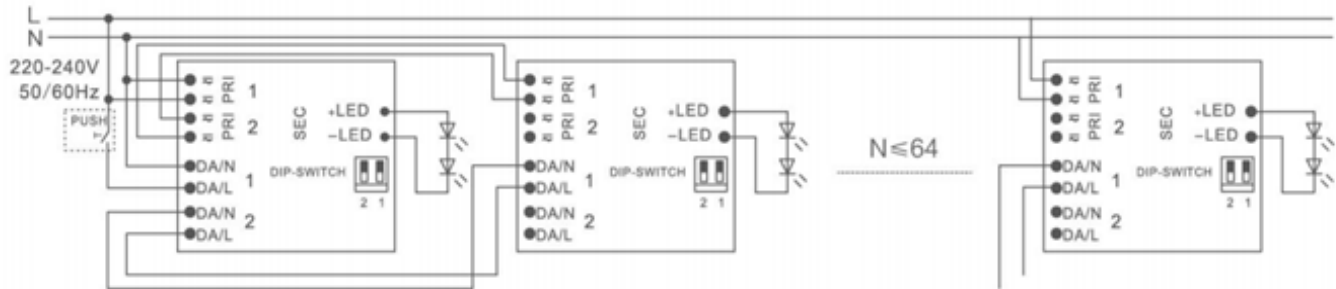 L
N
220-240V
50/60Hz
PUSH
PRI 1
PRI 2
SEC
+LED
–LED
DA/N
DA/L 1
DA/N
DA/L 2
DIP-SWITCH
2 1
PRI 1
PRI 2
SEC
+LED
–LED
DA/N
DA/L 1
DA/N
DA/L 2
DIP-SWITCH
2 1
N≤64
PRI 1
PRI 2
SEC
+LED
–LED
DA/N
DA/L 1
DA/N
DA/L 2
DIP-SWITCH
2 1